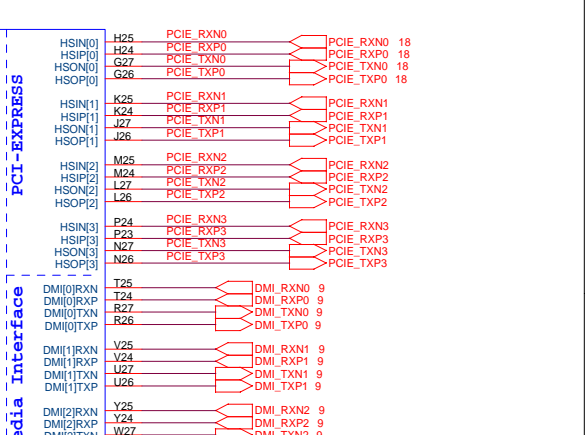 PCI-EXPRESS
HSIN[0] H25 PCIE_RXN0 PCIE_RXN0 18
HSIP[0] H24 PCIE_RXP0 PCIE_RXP0 18
HSON[0] G27 PCIE_TXN0 PCIE_TXN0 18
HSOP[0] G26 PCIE_TXP0 PCIE_TXP0 18
HSIN[1] K25 PCIE_RXN1 PCIE_RXN1
HSIP[1] K24 PCIE_RXP1 PCIE_RXP1
HSON[1] J27 PCIE_TXN1 PCIE_TXN1
HSOP[1] J26 PCIE_TXP1 PCIE_TXP1
HSIN[2] M25 PCIE_RXN2 PCIE_RXN2
HSIP[2] M24 PCIE_RXP2 PCIE_RXP2
HSON[2] L27 PCIE_TXN2 PCIE_TXN2
HSOP[2] L26 PCIE_TXP2 PCIE_TXP2
HSIN[3] P24 PCIE_RXN3 PCIE_RXN3
HSIP[3] P23 PCIE_RXP3 PCIE_RXP3
HSON[3] N27 PCIE_TXN3 PCIE_TXN3
HSOP[3] N26 PCIE_TXP3 PCIE_TXP3
edia Interface
DMI[0]RXN T25 DMI_RXN0 9
DMI[0]RXP T24 DMI_RXP0 9
DMI[0]TXN R27 DMI_TXN0 9
DMI[0]TXP R26 DMI_TXP0 9
DMI[1]RXN V25 DMI_RXN1 9
DMI[1]RXP V24 DMI_RXP1 9
DMI[1]TXN U27 DMI_TXN1 9
DMI[1]TXP U26 DMI_TXP1 9
DMI[2]RXN Y25 DMI_RXN2 9
DMI[2]RXP Y24 DMI_RXP2 9
DMI[2]TXN W27 DMI_TXN2 9